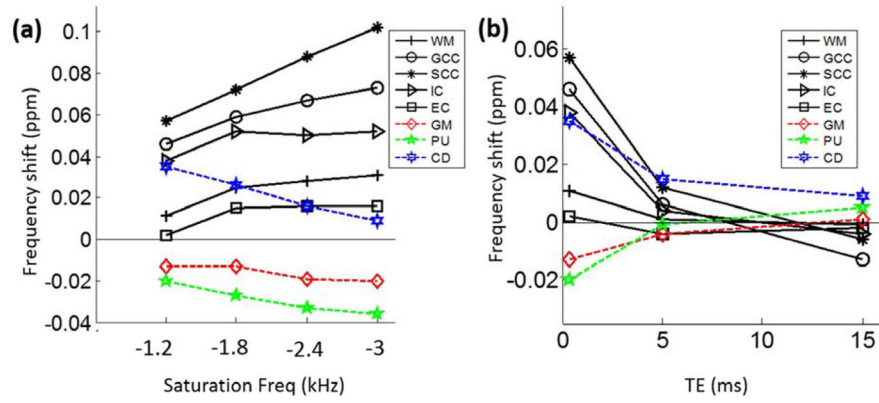 (a)
Frequency shift (ppm)
0.1
0.08
0.06
0.04
0.02
0
-0.02
-0.04
-1.2
-1.8
-2.4
-3
Saturation Freq (kHz)
WM
GCC
SCC
IC
EC
GM
PU
CD
(b)
Frequency shift (ppm)
0.06
0.04
0.02
0
-0.02
0
5
10
15
TE (ms)
WM
GCC
SCC
IC
EC
GM
PU
CD